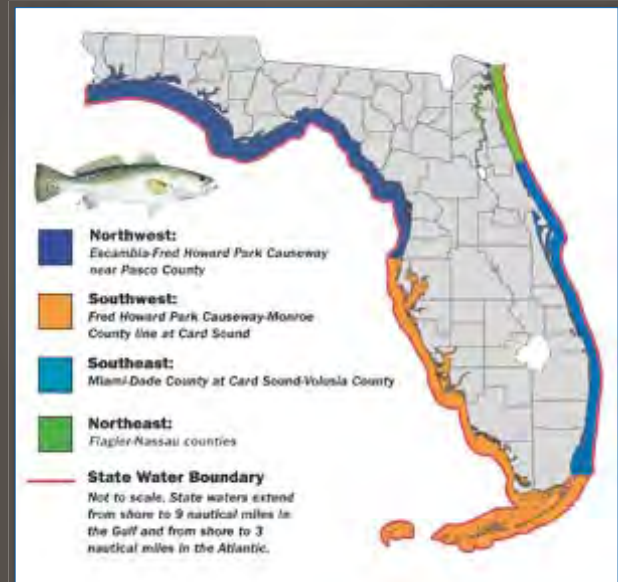 Northwest:
Escambia-Fred Howard Park Causeway
near Pasco County
Southwest:
Fred Howard Park Causeway-Monroe
County line at Card Sound
Southeast:
Miami-Dade County at Card Sound-Volusia County
Northeast:
Flagler-Nassau counties
State Water Boundary
Not to scale. State waters extend
from shore to 9 nautical miles in
the Gulf and from shore to 3
nautical miles in the Atlantic.